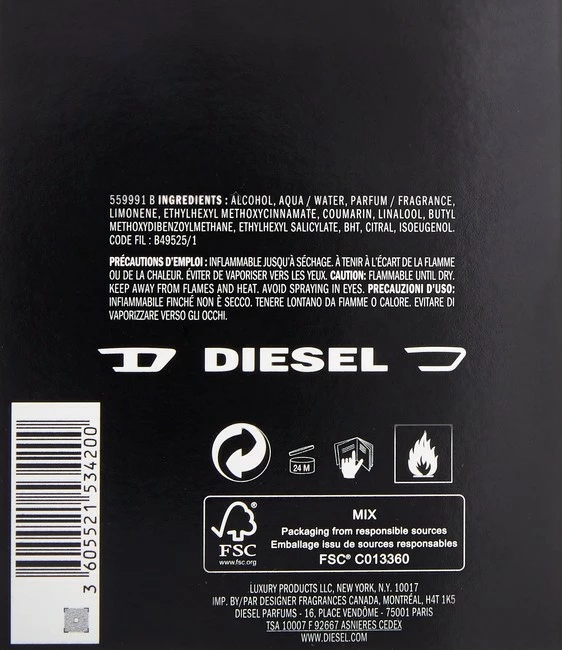 559991 B INGREDIENTS : ALCOHOL, AQUA / WATER, PARFUM / FRAGRANCE,
LIMONENE, ETHYLHEXYL METHOXYCINNAMATE, COUMARIN, LINALOOL, BUTYL
METHOXYDIBENZOYLMETHANE, ETHYLHEXYL SALICYLATE, BHT, CITRAL, ISOEUGENOL.
CODE FIL : B49525/1
PRÉCAUTIONS D'EMPLOI : INFLAMMABLE JUSQU'À SÉCHAGE. À TENIR À L'ÉCART DE LA FLAMME
OU DE LA CHALEUR. ÉVITER DE VAPORISER VERS LES YEUX. CAUTION: FLAMMABLE UNTIL DRY.
KEEP AWAY FROM FLAMES AND HEAT. AVOID SPRAYING IN EYES. PRECAUZIONI D'USO:
INFIAMMABILE FINCHÉ NON È SECCO. TENERE LONTANO DA FIAMME O CALORE. EVITARE DI
VAPORIZZARE VERSO GLI OCCHI.
D DIESEL
24 M
FSC®
www.fsc.org
MIX
Packaging from responsible sources
Emballage issu de sources responsables
FSC® C013360
3 605521 534200
LUXURY PRODUCTS LLC, NEW YORK, N.Y. 10017
IMP. BY/PAR DESIGNER FRAGRANCES CANADA, MONTRÉAL, H4T 1K5
DIESEL PARFUMS - 16, PLACE VENDÔME - 75001 PARIS
TSA 10007 F 92667 ASNIERES CEDEX
WWW.DIESEL.COM